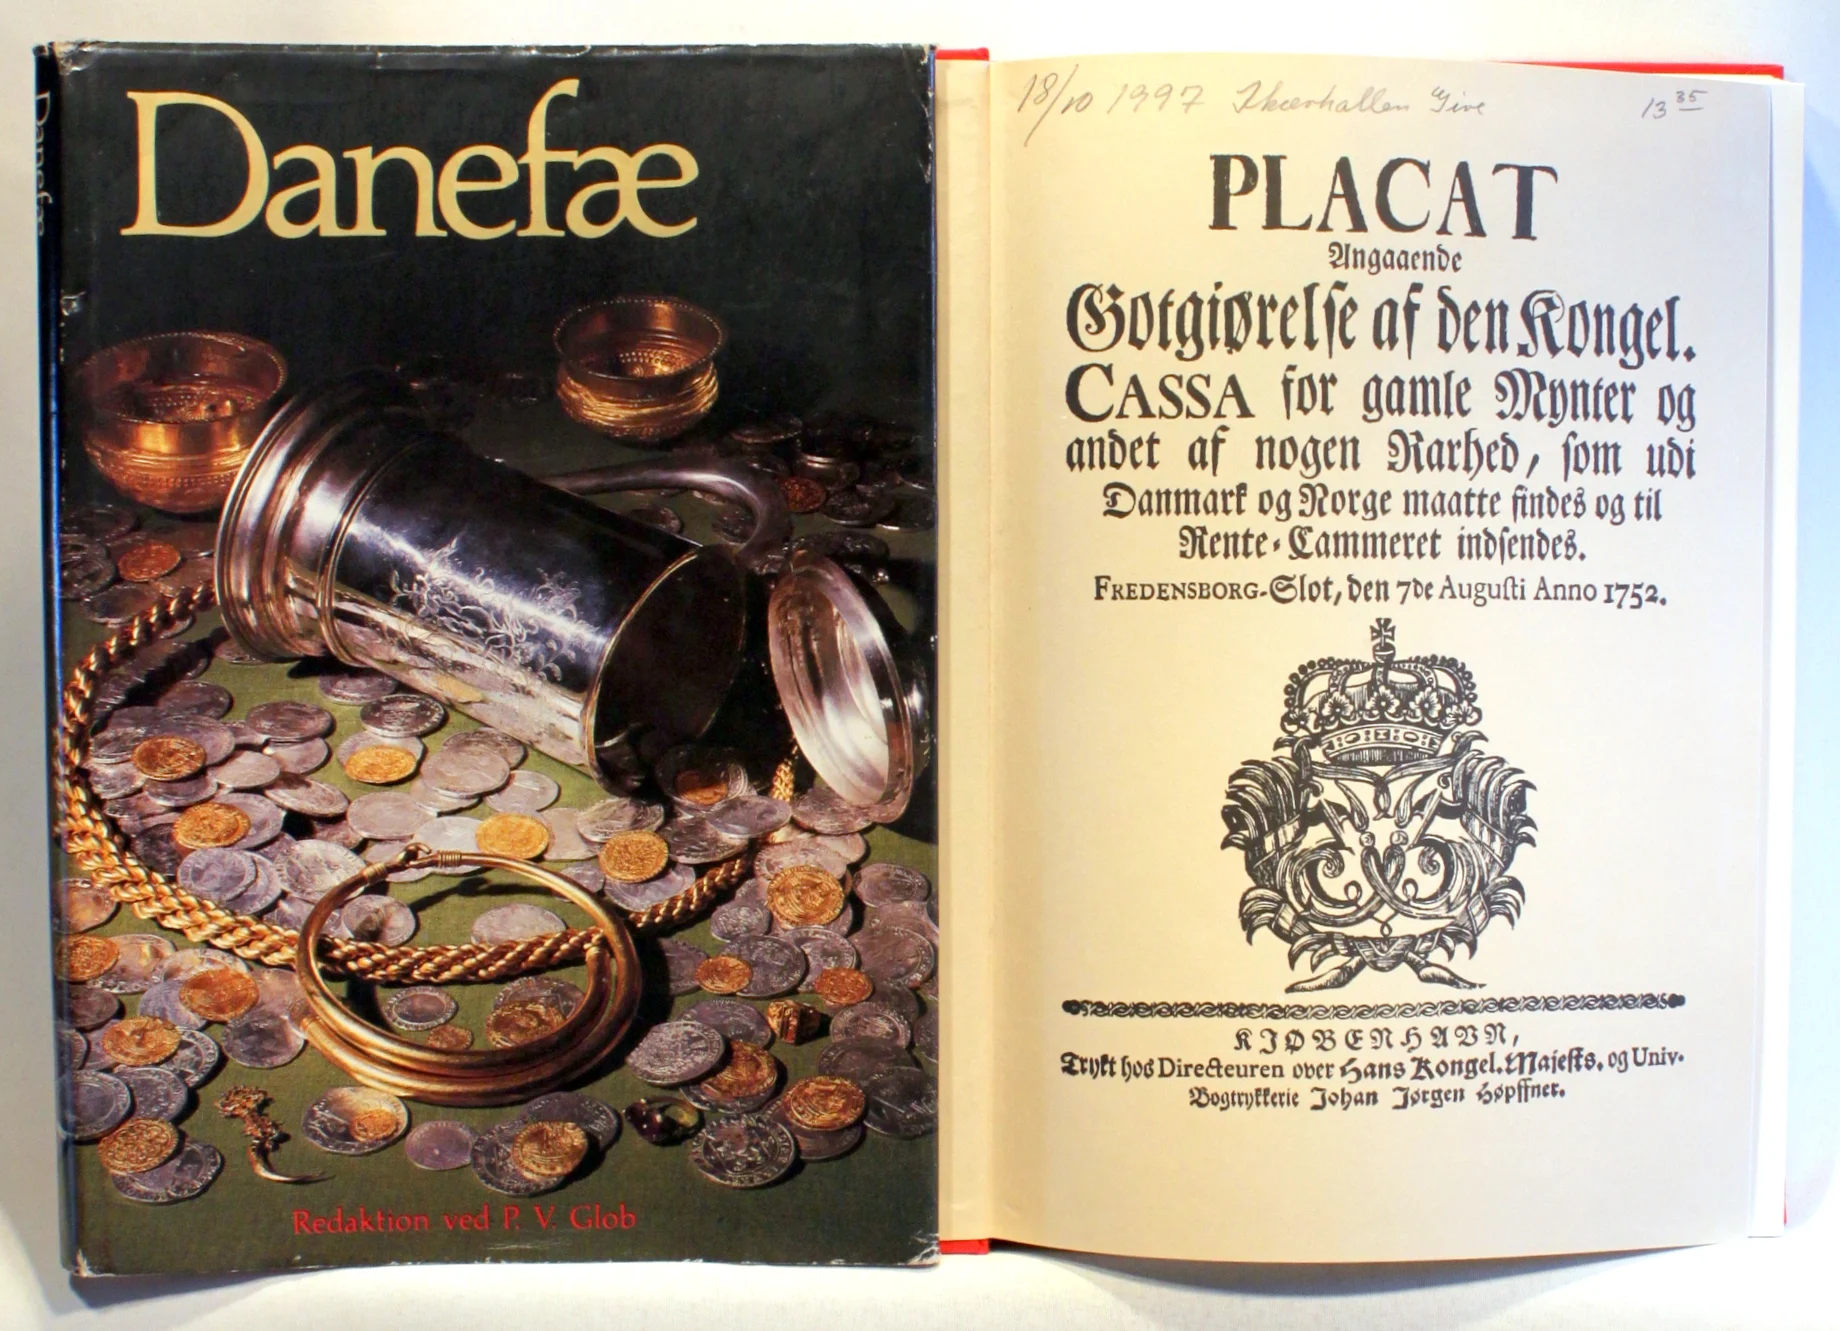 Danefæ
Danefæ
Redaktion ved P. V. Glob
18/10 1997 Skærhallen Give 13 35
PLACAT
Angaaende
Gotgiørelse af den Kongel.
CASSA for gamle Mynter og
andet af nogen Rarhed, som udi
Danmark og Norge maatte findes og til
Rente-Cammeret indsendes.
FREDENSBORG-Slot, den 7de Augusti Anno 1752.
KJØBENHAVN,
Trykt hos Directeuren over Hans Kongel. Majests. og Univ.
Bogtrykkerie Johan Jørgen Høpffner.